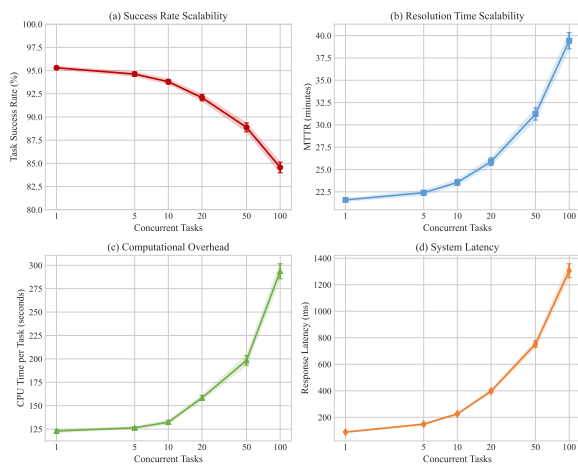 (a) Success Rate Scalability
100.0
97.5
95.0
92.5
90.0
87.5
85.0
82.5
80.0
Task Success Rate (%)
1 5 10 20 50 100
Concurrent Tasks
(b) Resolution Time Scalability
40.0
37.5
35.0
32.5
30.0
27.5
25.0
22.5
MTTR (minutes)
1 5 10 20 50 100
Concurrent Tasks
(c) Computational Overhead
300
275
250
225
200
175
150
125
CPU Time per Task (seconds)
1 5 10 20 50 100
Concurrent Tasks
(d) System Latency
1400
1200
1000
800
600
400
200
Response Latency (ms)
1 5 10 20 50 100
Concurrent Tasks